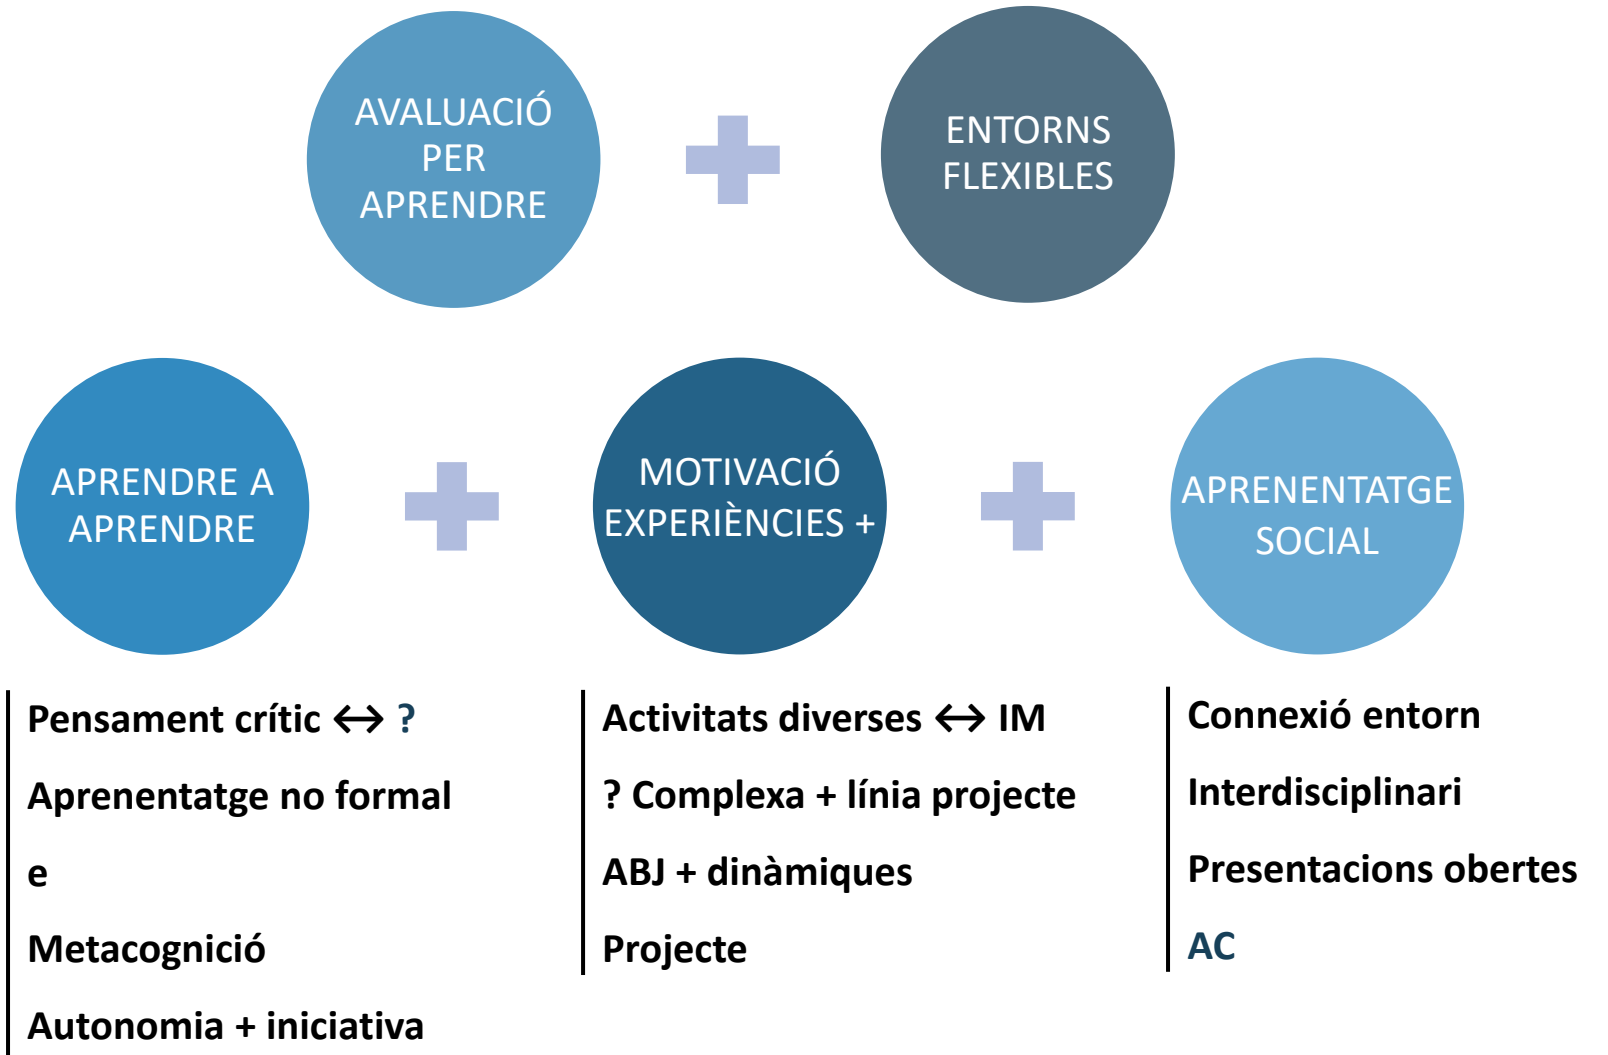 AVALUACIÓ
PER
APRENDRE
ENTORNS
FLEXIBLES
APRENDRE A
APRENDRE
MOTIVACIÓ
EXPERIÈNCIES +
APRENENTATGE
SOCIAL
Pensament crític ↔ ?
Aprenentatge no formal
e
Metacognició
Autonomia + iniciativa
Activitats diverses ↔ IM
? Complexa + línia projecte
ABJ + dinàmiques
Projecte
Connexió entorn
Interdisciplinari
Presentacions obertes
AC